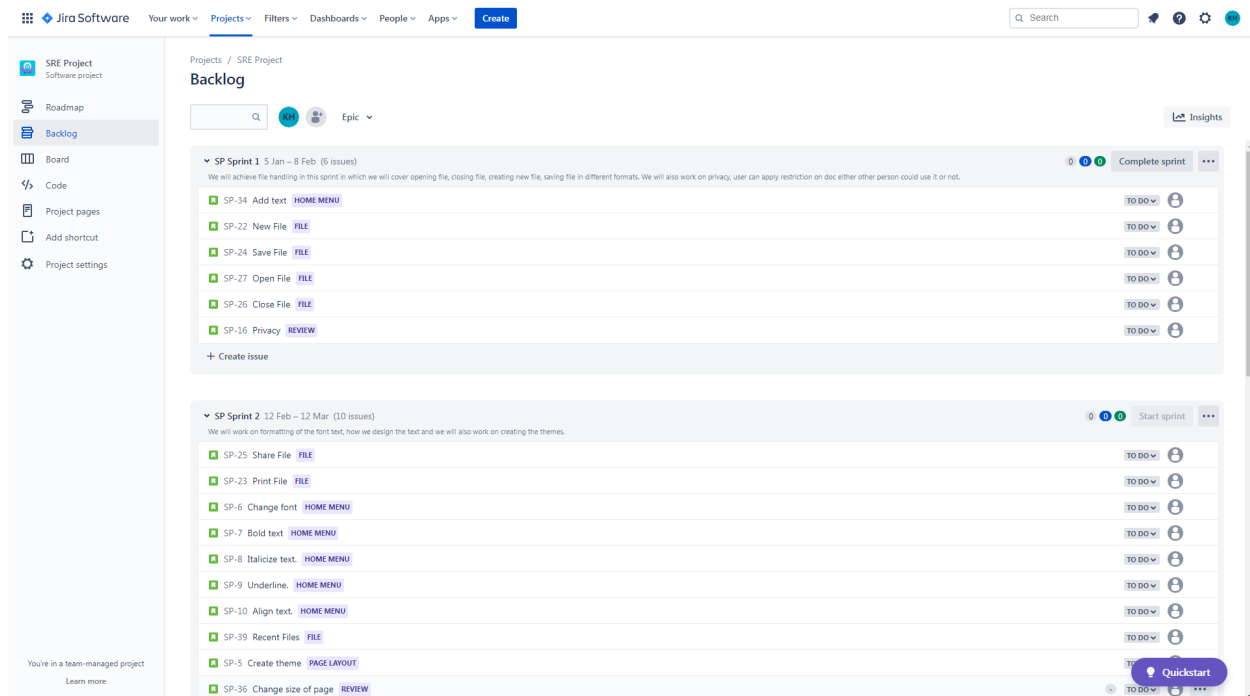 Jira Software Your work Projects Filters Dashboards People Apps Create Search KH
SRE Project
Software project
Roadmap
Backlog
Board
Code
Project pages
Add shortcut
Project settings
You're in a team-managed project
Learn more
Projects / SRE Project
Backlog
KH Epic Insights
SP Sprint 1 5 Jan – 8 Feb (6 issues) 0 0 0 Complete sprint
We will achieve file handling in this sprint in which we will cover opening file, closing file, creating new file, saving file in different formats. We will also work on privacy, user can apply restriction on doc either other person could use it or not.
SP-34 Add text HOME MENU TO DO
SP-22 New File FILE TO DO
SP-24 Save File FILE TO DO
SP-27 Open File FILE TO DO
SP-26 Close File FILE TO DO
SP-16 Privacy REVIEW TO DO
+ Create issue
SP Sprint 2 12 Feb – 12 Mar (10 issues) 0 0 0 Start sprint
We will work on formatting of the font text, how we design the text and we will also work on creating the themes.
SP-25 Share File FILE TO DO
SP-23 Print File FILE TO DO
SP-6 Change font HOME MENU TO DO
SP-7 Bold text HOME MENU TO DO
SP-8 Italicize text. HOME MENU TO DO
SP-9 Underline. HOME MENU TO DO
SP-10 Align text. HOME MENU TO DO
SP-39 Recent Files FILE TO DO
SP-5 Create theme PAGE LAYOUT
Quickstart
SP-36 Change size of page REVIEW - TO DO